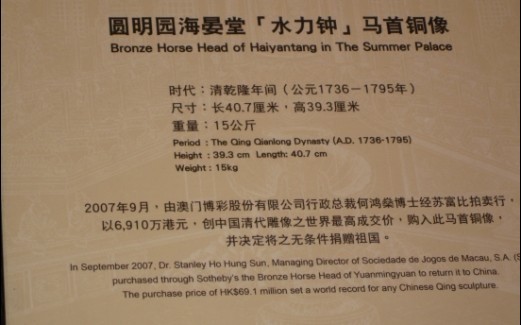 圆明园海晏堂「水力钟」马首铜像
Bronze Horse Head of Haiyantang in The Summer Palace
时代：清乾隆年间（公元1736－1795年）
尺寸：长40.7厘米，高39.3厘米
重量：15公斤
Period : The Qing Qianlong Dynasty (A.D. 1736-1795)
Height : 39.3 cm Length: 40.7 cm
Weight : 15kg
2007年9月，由澳门博彩股份有限公司行政总裁何鸿燊博士经苏富比拍卖行，
以6,910万港元，创中国清代雕像之世界最高成交价，购入此马首铜像，
并决定将之无条件捐赠祖国。
In September 2007, Dr. Stanley Ho Hung Sun, Managing Director of Sociedade de Jogos de Macau, S.A. (S
purchased through Sotheby's the Bronze Horse Head of Yuanmingyuan to return it to China.
The purchase price of HK$69.1 million set a world record for any Chinese Qing sculpture.